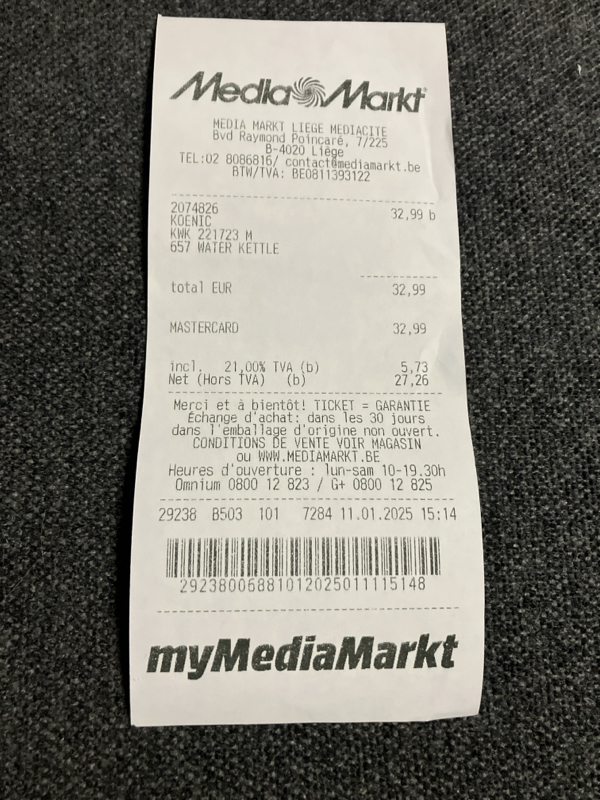 MediaMarkt
MEDIA MARKT LIEGE MEDIACITE
Bvd Raymond Poincaré, 7/225
B-4020 Liège
TEL:02 8086816/ contact@mediamarkt.be
BTW/TVA: BE0811393122
2074826 32,99 b
KOENIC
KWK 221723 M
657 WATER KETTLE
total EUR 32,99
MASTERCARD 32,99
incl. 21,00% TVA (b) 5,73
Net (Hors TVA) (b) 27,26
Merci et à bientôt! TICKET = GARANTIE
Échange d'achat: dans les 30 jours
dans l'emballage d'origine non ouvert.
CONDITIONS DE VENTE VOIR MAGASIN
ou WWW.MEDIAMARKT.BE
Heures d'ouverture : lun-sam 10-19.30h
Omnium 0800 12 823 / G+ 0800 12 825
29238 B503 101 7284 11.01.2025 15:14
29238006881012025011115148
myMediaMarkt